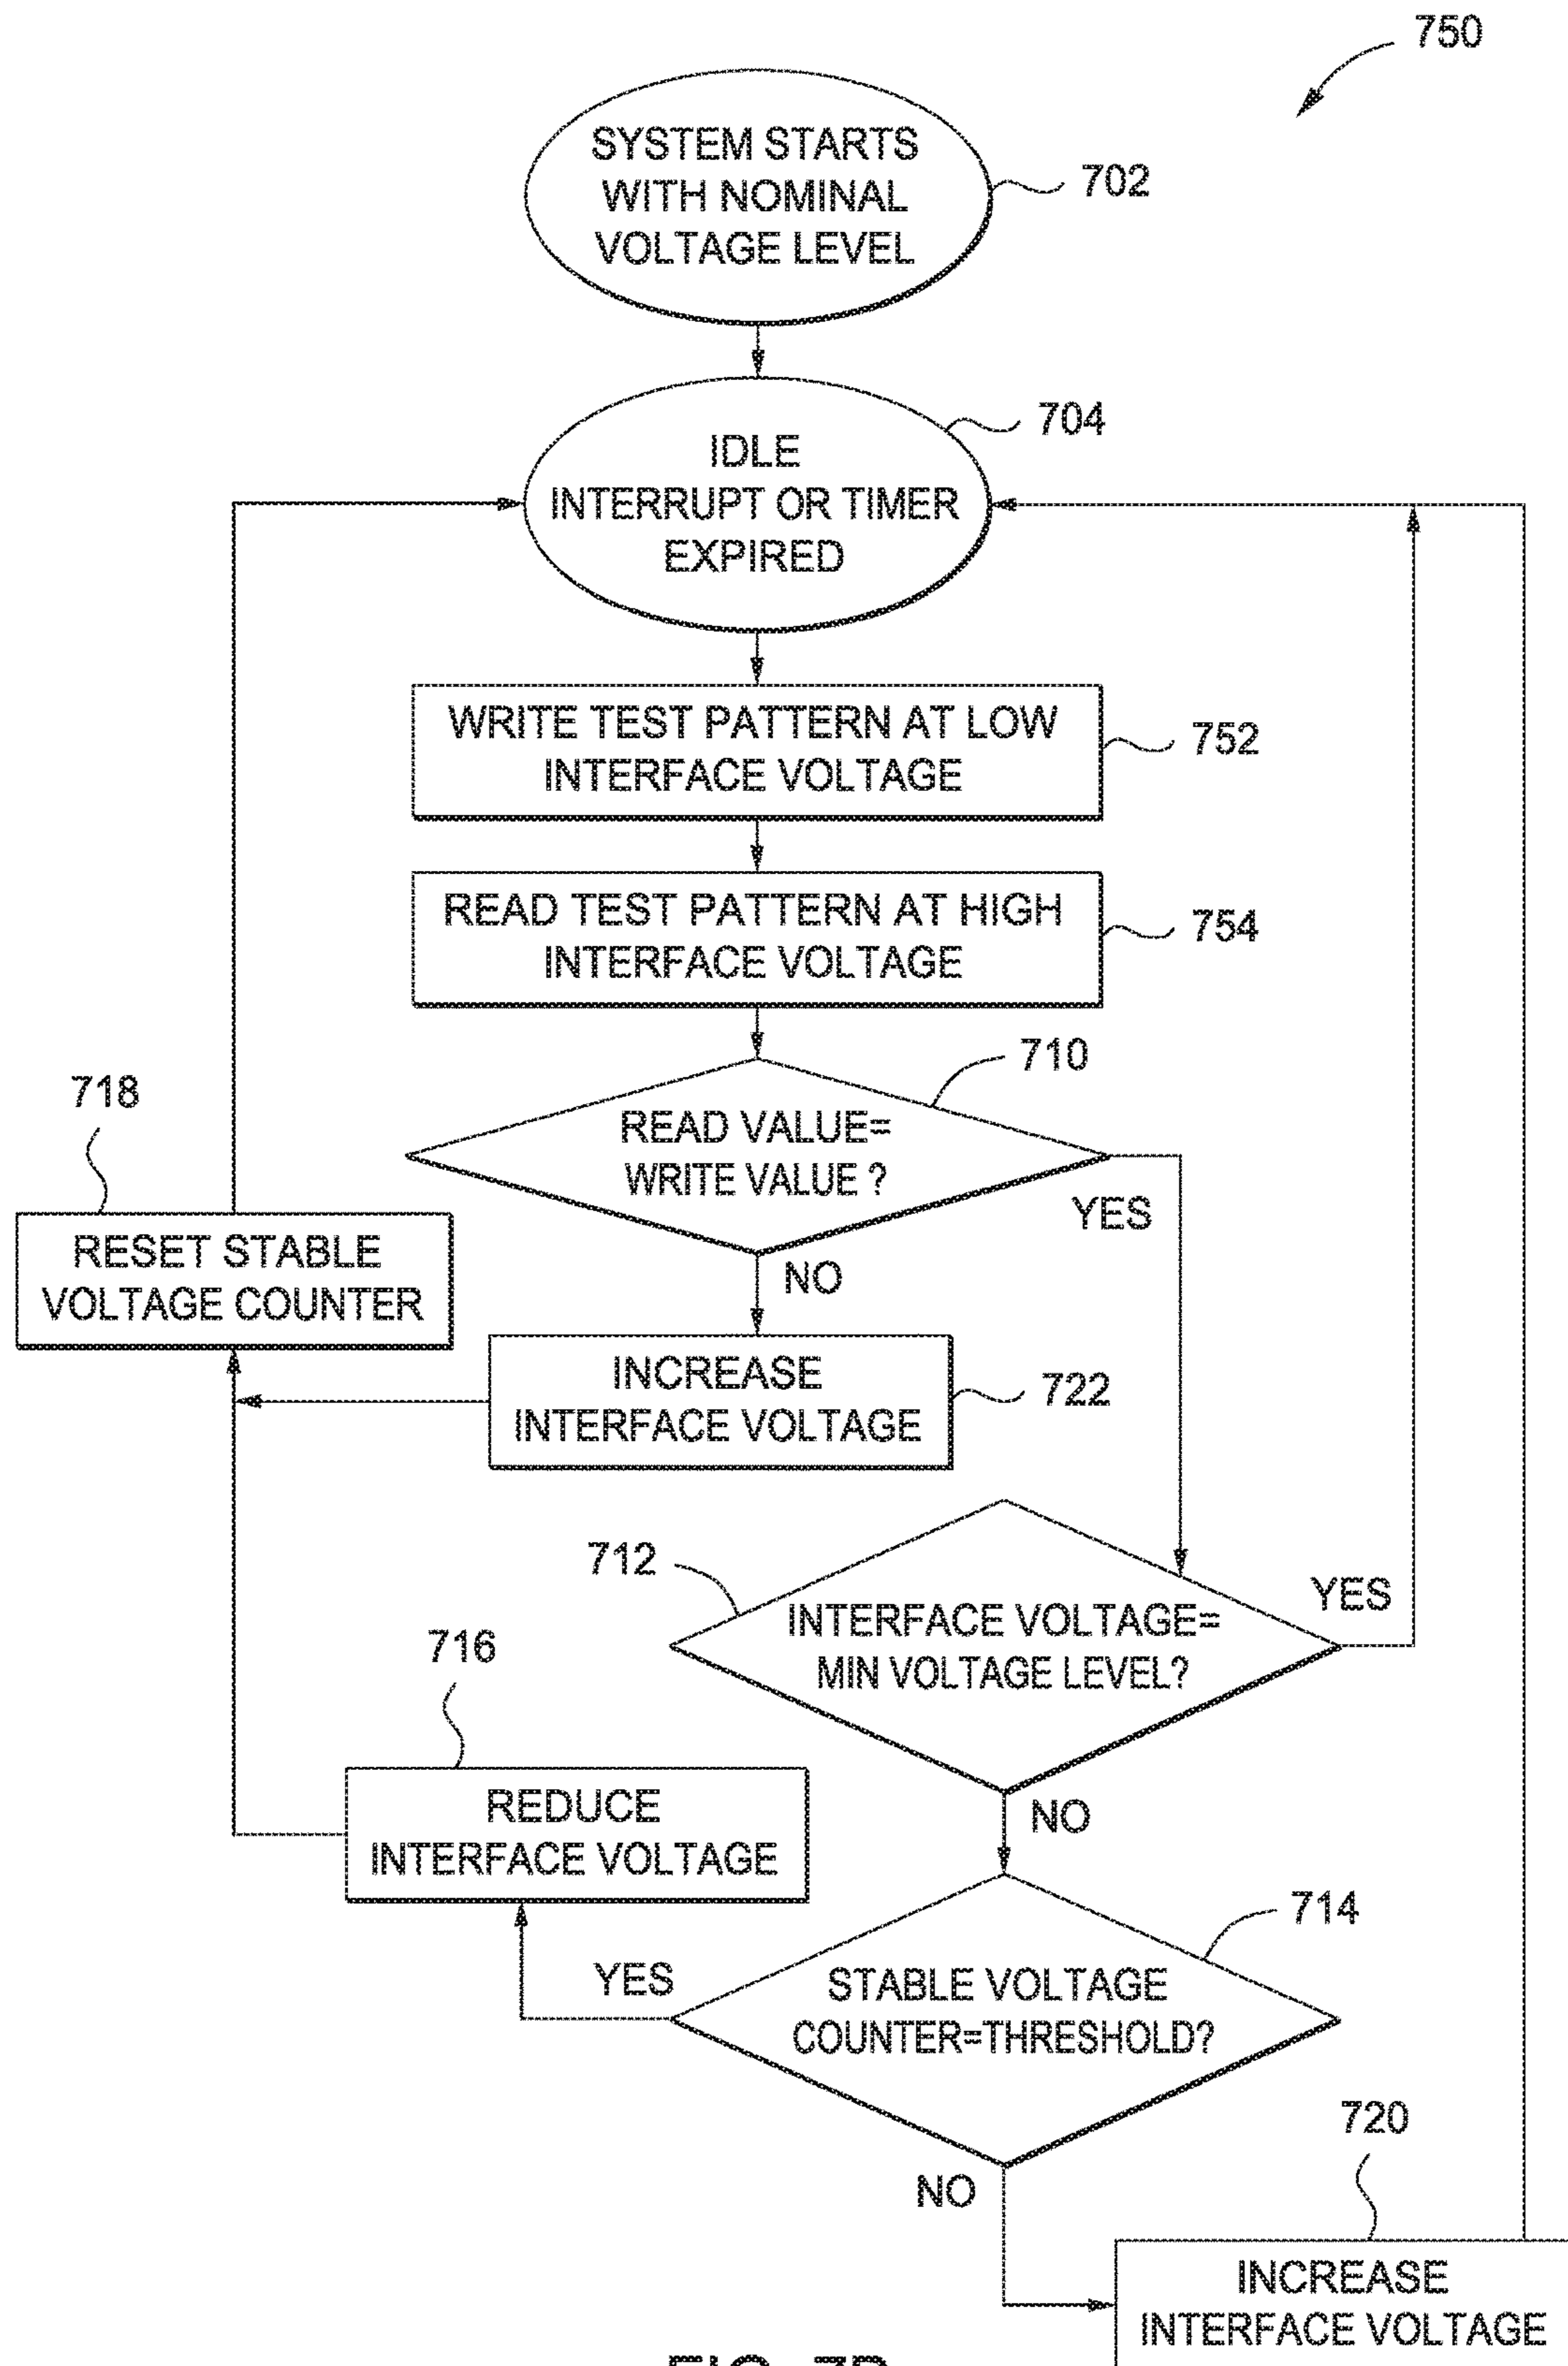 750
SYSTEM STARTS
WITH NOMINAL
VOLTAGE LEVEL
702
704
IDLE
INTERRUPT OR TIMER
EXPIRED
WRITE TEST PATTERN AT LOW
INTERFACE VOLTAGE
752
READ TEST PATTERN AT HIGH
INTERFACE VOLTAGE
754
710
READ VALUE=
WRITE VALUE ?
YES
NO
718
RESET STABLE
VOLTAGE COUNTER
INCREASE
INTERFACE VOLTAGE
722
712
INTERFACE VOLTAGE=
MIN VOLTAGE LEVEL?
YES
NO
716
REDUCE
INTERFACE VOLTAGE
714
STABLE VOLTAGE
COUNTER=THRESHOLD?
YES
NO
720
INCREASE
INTERFACE VOLTAGE